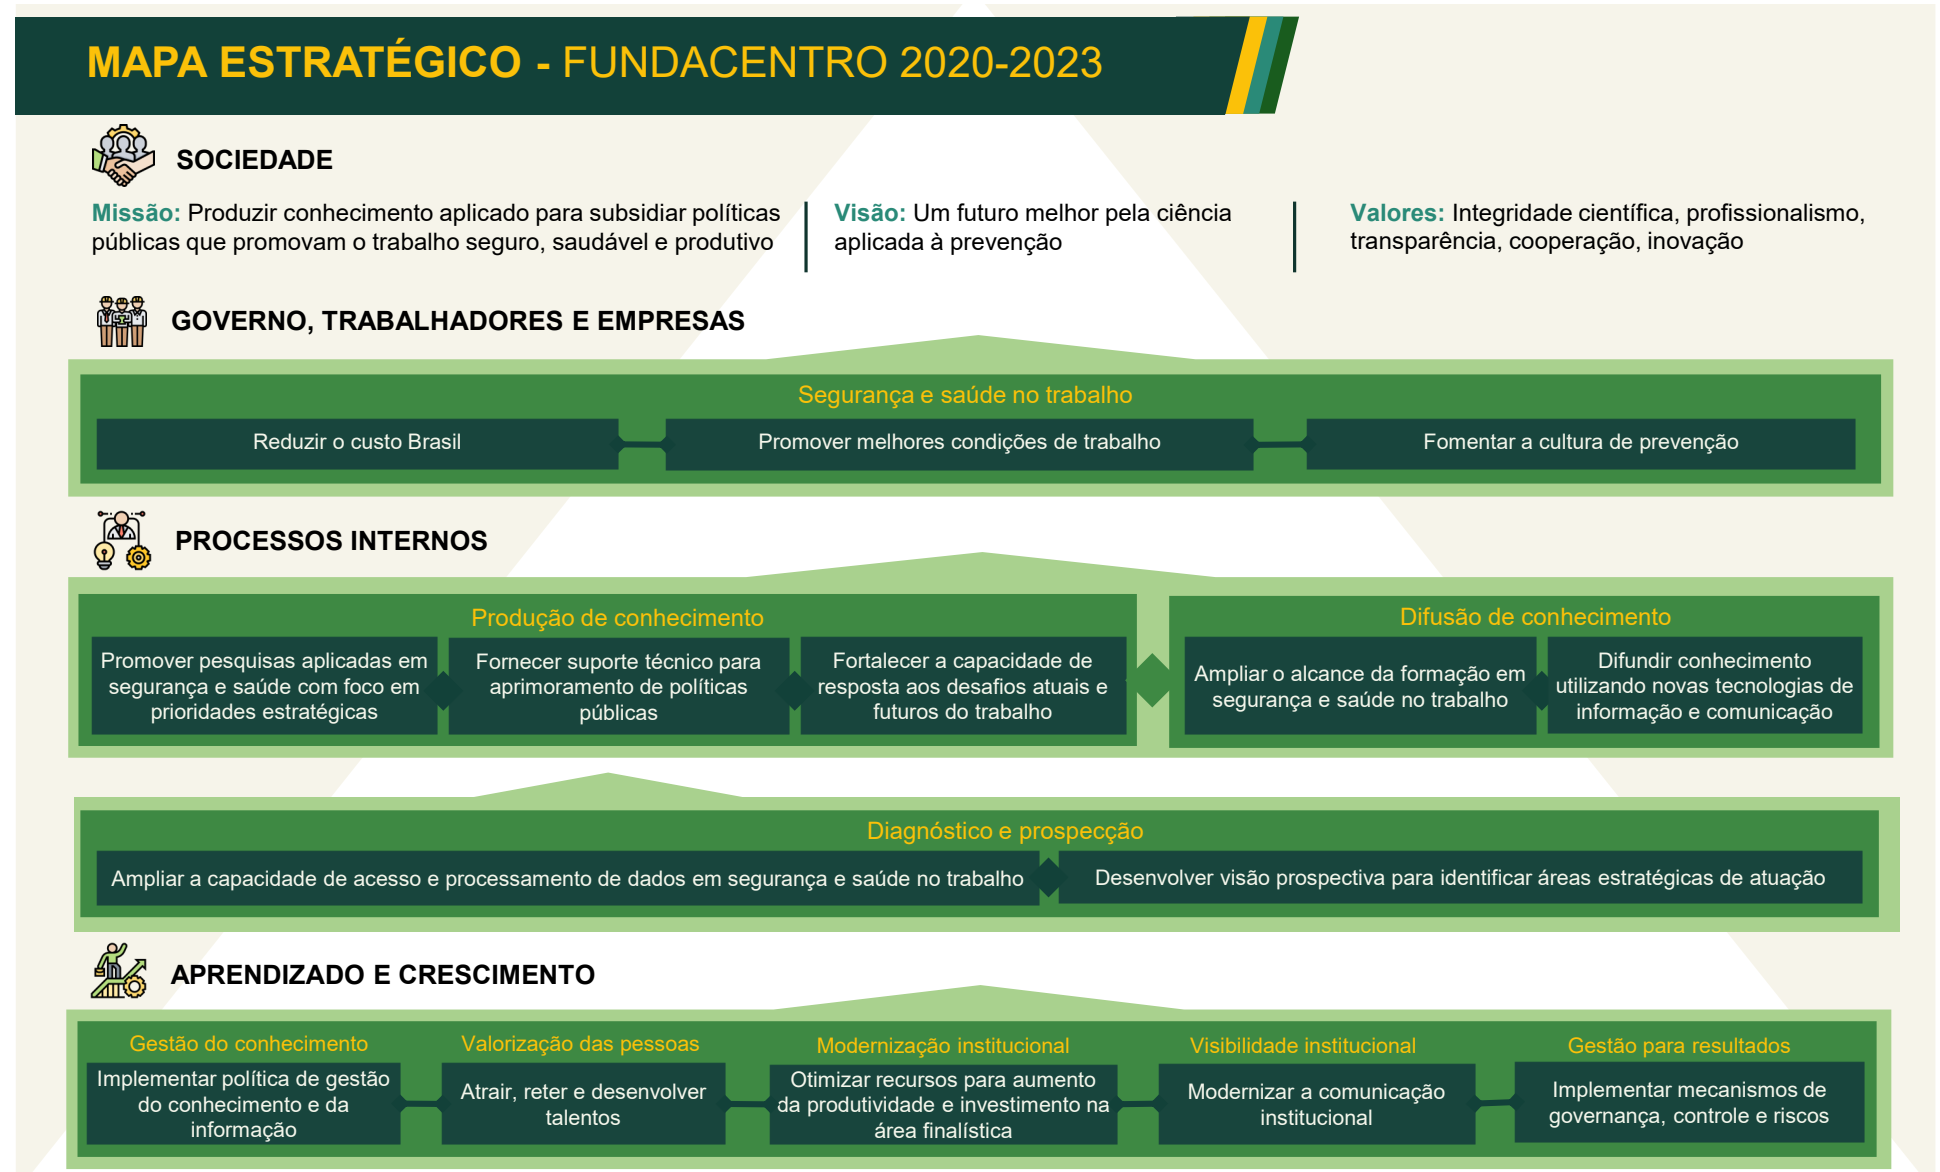 MAPA ESTRATÉGICO - FUNDACENTRO 2020-2023
SOCIEDADE
Missão: Produzir conhecimento aplicado para subsidiar políticas
públicas que promovam o trabalho seguro, saudável e produtivo
Visão: Um futuro melhor pela ciência
aplicada à prevenção
Valores: Integridade científica, profissionalismo,
transparência, cooperação, inovação
GOVERNO, TRABALHADORES E EMPRESAS
Segurança e saúde no trabalho
Reduzir o custo Brasil
Promover melhores condições de trabalho
Fomentar a cultura de prevenção
PROCESSOS INTERNOS
Produção de conhecimento
Promover pesquisas aplicadas em
segurança e saúde com foco em
prioridades estratégicas
Fornecer suporte técnico para
aprimoramento de políticas
públicas
Fortalecer a capacidade de
resposta aos desafios atuais e
futuros do trabalho
Difusão de conhecimento
Ampliar o alcance da formação em
segurança e saúde no trabalho
Difundir conhecimento
utilizando novas tecnologias de
informação e comunicação
Diagnóstico e prospecção
Ampliar a capacidade de acesso e processamento de dados em segurança e saúde no trabalho
Desenvolver visão prospectiva para identificar áreas estratégicas de atuação
APRENDIZADO E CRESCIMENTO
Gestão do conhecimento
Implementar política de gestão
do conhecimento e da
informação
Valorização das pessoas
Atrair, reter e desenvolver
talentos
Modernização institucional
Otimizar recursos para aumento
da produtividade e investimento na
área finalística
Visibilidade institucional
Modernizar a comunicação
institucional
Gestão para resultados
Implementar mecanismos de
governança, controle e riscos